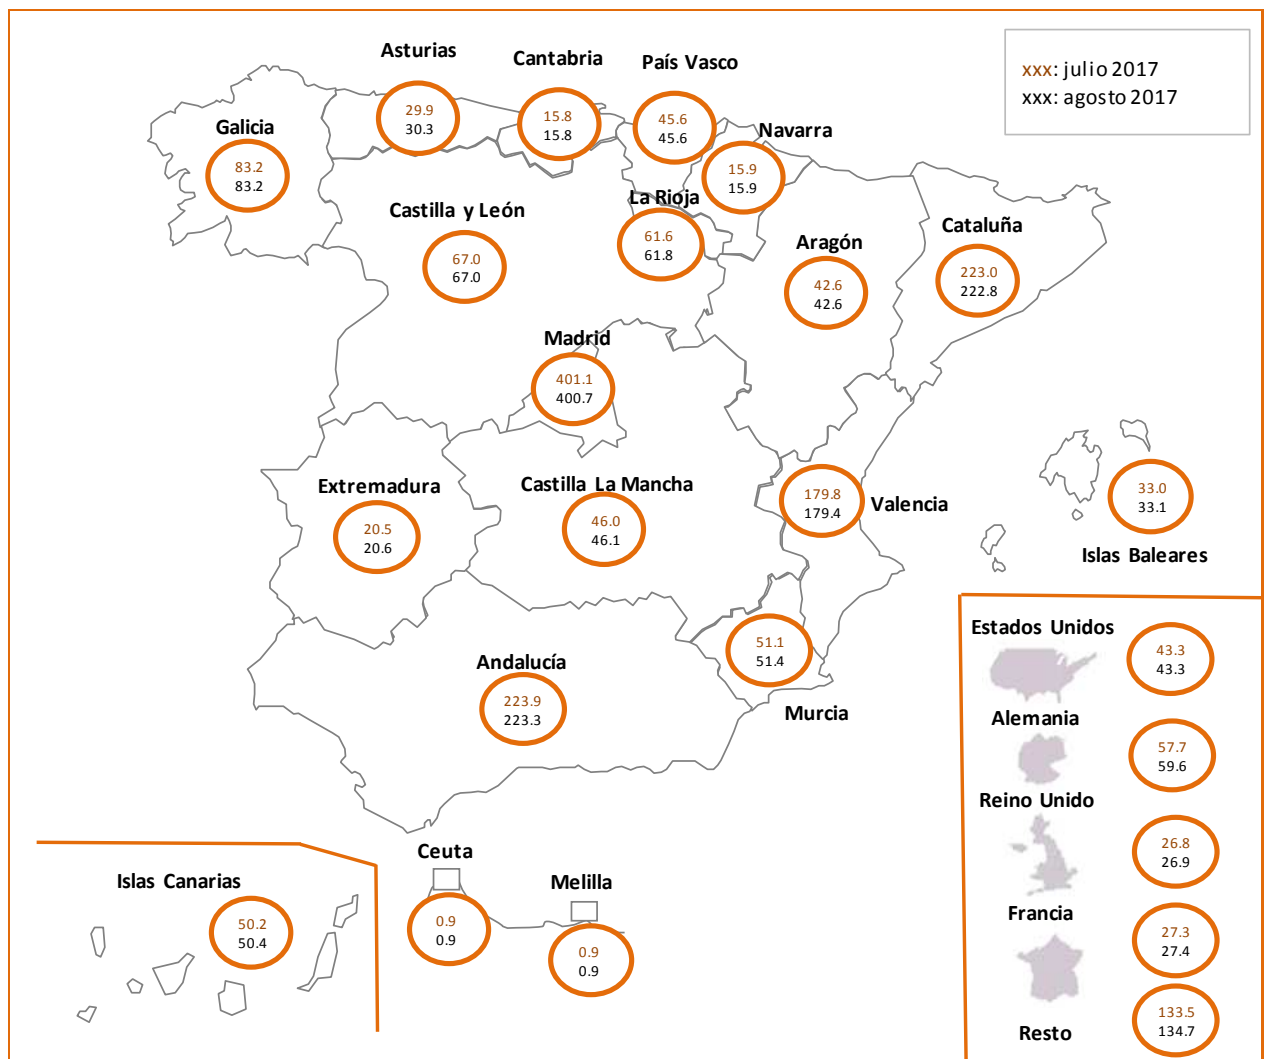 xxx: julio 2017
xxx: agosto 2017
Asturias
29.9
30.3
Cantabria
15.8
15.8
País Vasco
45.6
45.6
Navarra
15.9
15.9
Galicia
83.2
83.2
Castilla y León
67.0
67.0
La Rioja
61.6
61.8
Aragón
42.6
42.6
Cataluña
223.0
222.8
Madrid
401.1
400.7
Extremadura
20.5
20.6
Castilla La Mancha
46.0
46.1
179.8
179.4
Valencia
33.0
33.1
Islas Baleares
Andalucía
223.9
223.3
51.1
51.4
Murcia
Estados Unidos
43.3
43.3
Alemania
57.7
59.6
Reino Unido
26.8
26.9
Francia
27.3
27.4
Resto
133.5
134.7
Islas Canarias
50.2
50.4
Ceuta
0.9
0.9
Melilla
0.9
0.9